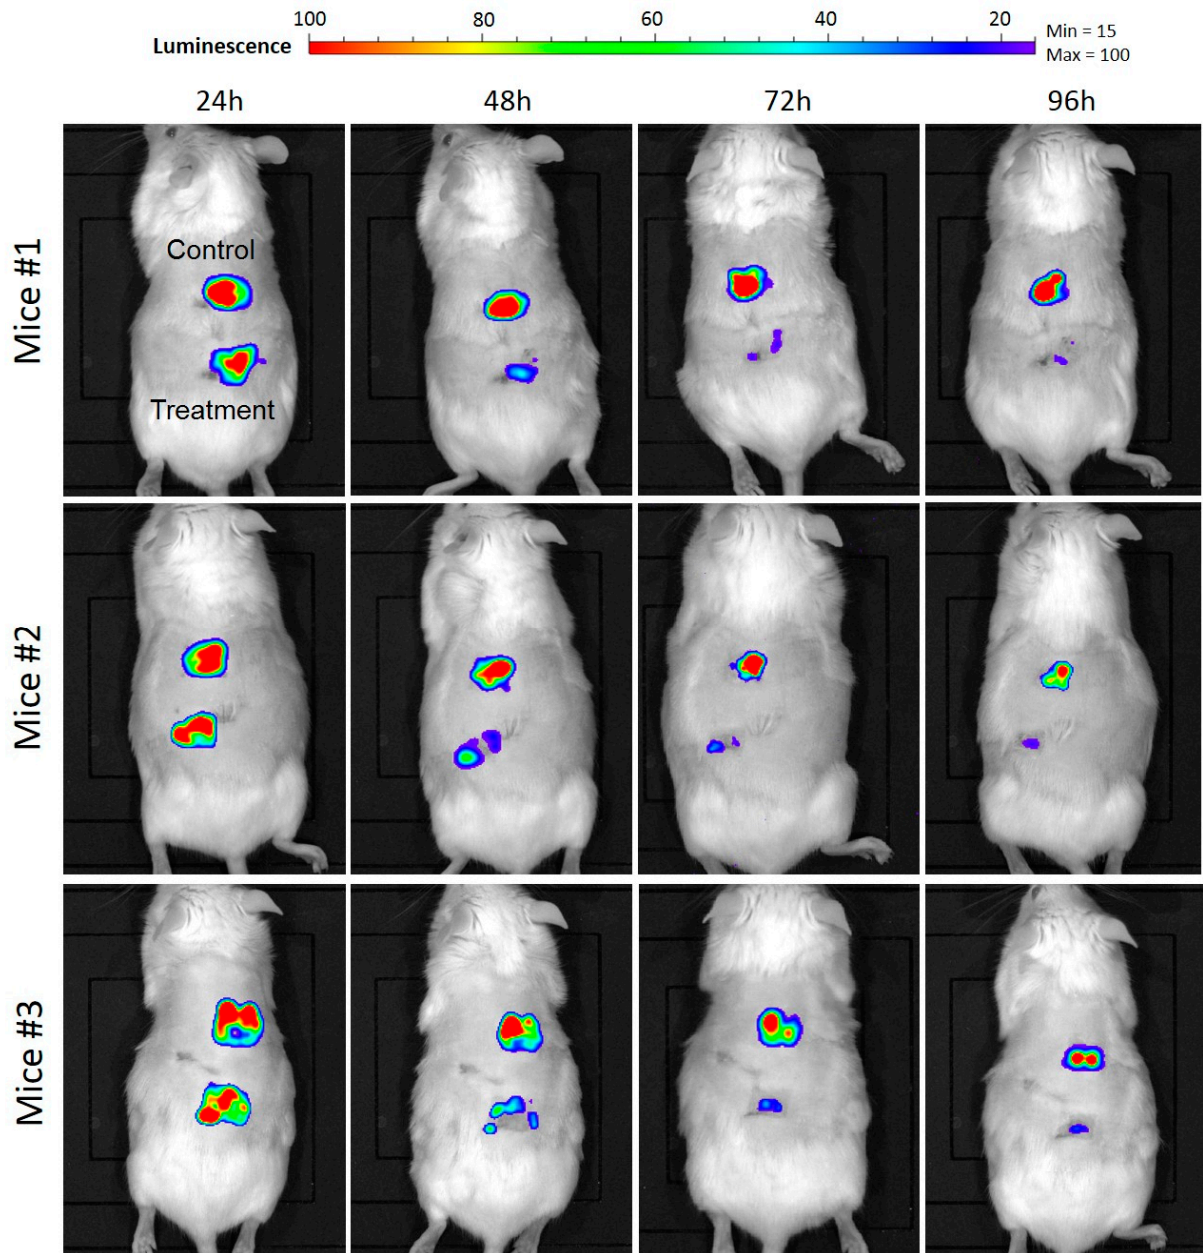 100 80 60 40 20
Luminescence
Min = 15
Max = 100
24h 48h 72h 96h
Mice #1
Control
Treatment
Mice #2
Mice #3